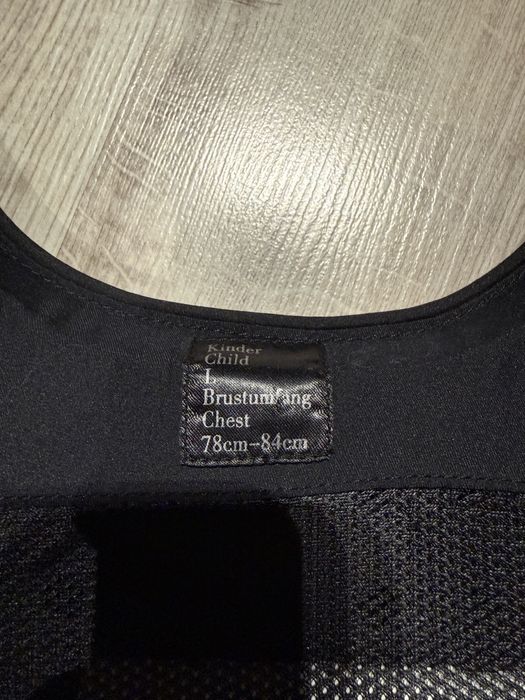 Kinder
Child
L
Brustumfang
Chest
78cm-84cm